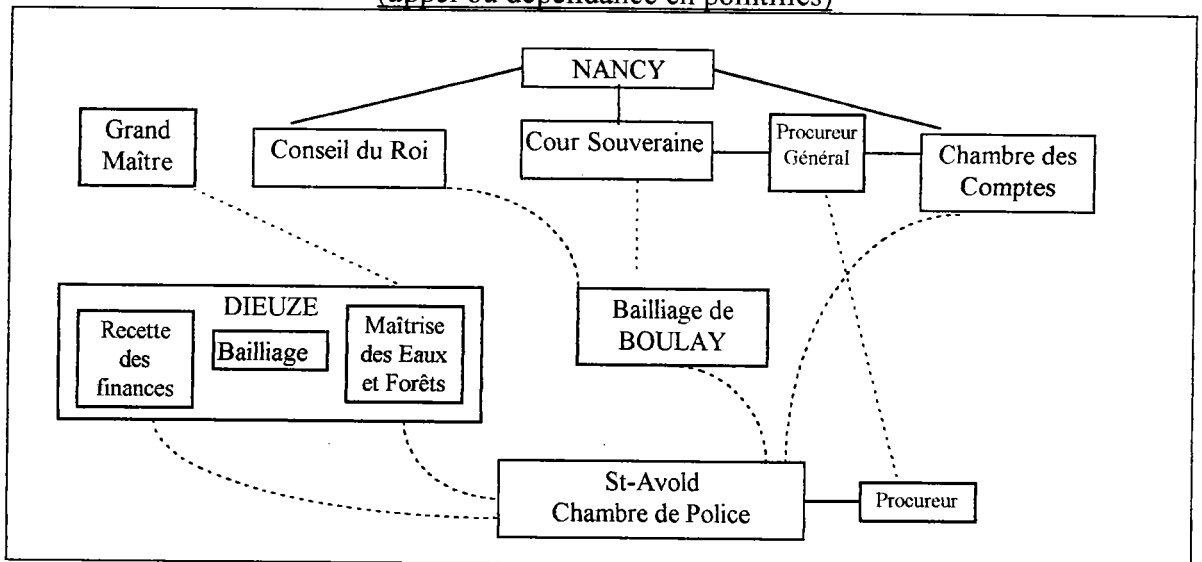 (appel ou dépendance en pointillés)
NANCY
Grand
Maître
Conseil du Roi
Cour Souveraine
Procureur
Général
Chambre des
Comptes
DIEUZE
Recette
des
finances
Bailliage
Maîtrise
des Eaux
et Forêts
Bailliage de
BOULAY
St-Avold
Chambre de Police
Procureur